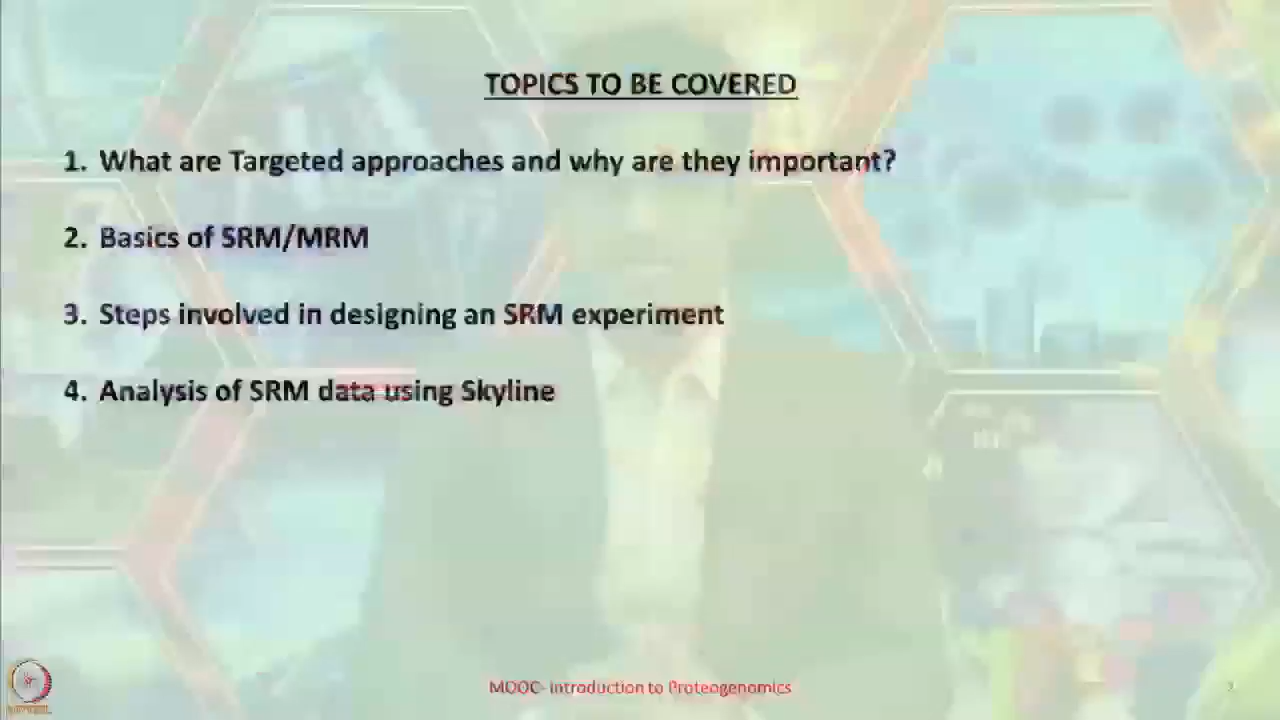 TOPICS TO BE COVERED
1. What are Targeted approaches and why are they important?
2. Basics of SRM/MRM
3. Steps involved in designing an SRM experiment
4. Analysis of SRM data using Skyline
MOOC- Introduction to Proteogenomics